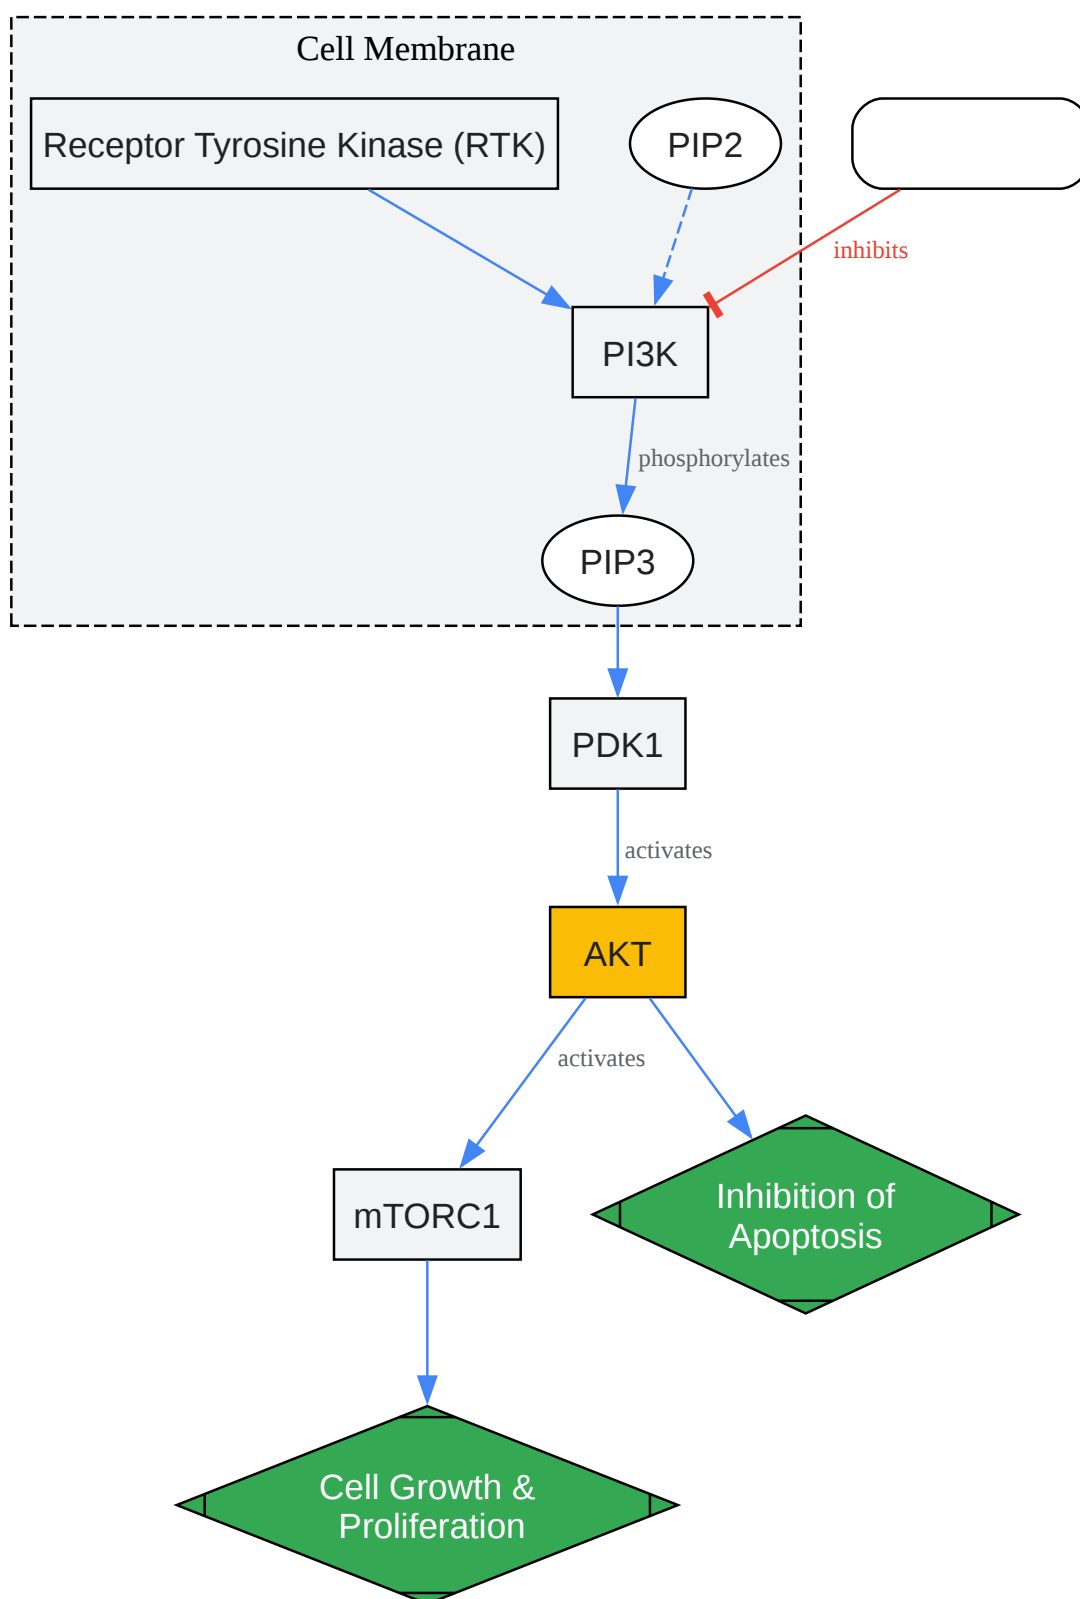 Cell Membrane
Receptor Tyrosine Kinase (RTK)
PIP2
inhibits
PI3K
phosphorylates
PIP3
PDK1
activates
AKT
activates
mTORC1
Inhibition of
Apoptosis
Cell Growth &
Proliferation